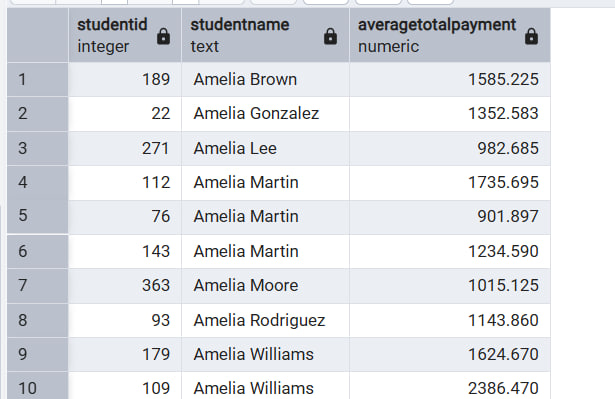 studentid studentname averagetotalpayment
integer text numeric
1 189 Amelia Brown 1585.225
2 22 Amelia Gonzalez 1352.583
3 271 Amelia Lee 982.685
4 112 Amelia Martin 1735.695
5 76 Amelia Martin 901.897
6 143 Amelia Martin 1234.590
7 363 Amelia Moore 1015.125
8 93 Amelia Rodriguez 1143.860
9 179 Amelia Williams 1624.670
10 109 Amelia Williams 2386.470